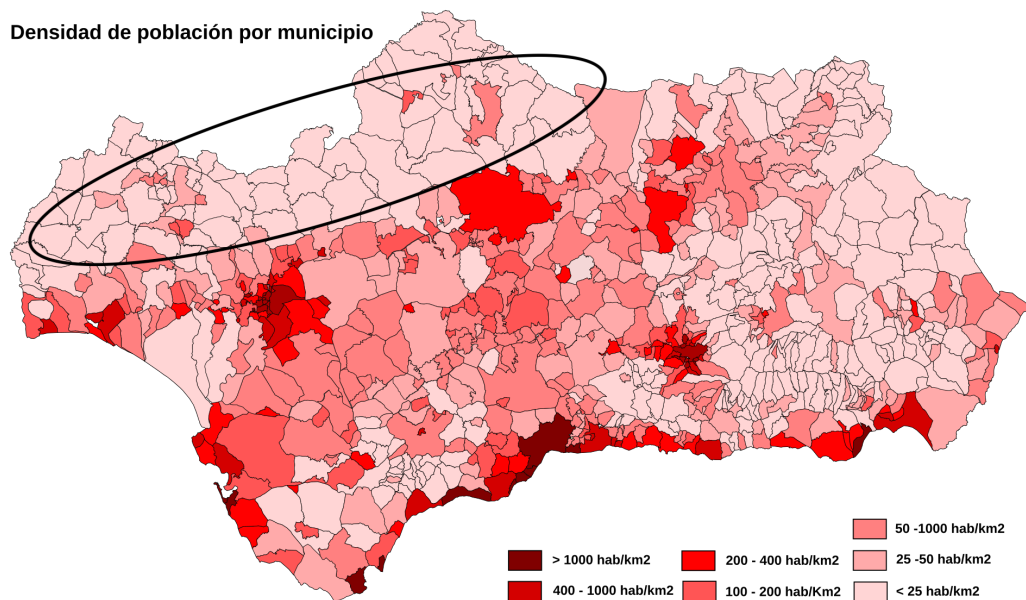 Densidad de población por municipio
50 -1000 hab/km2
> 1000 hab/km2
200 - 400 hab/km2
25 -50 hab/km2
400 - 1000 hab/km2
100 - 200 hab/Km2
< 25 hab/km2